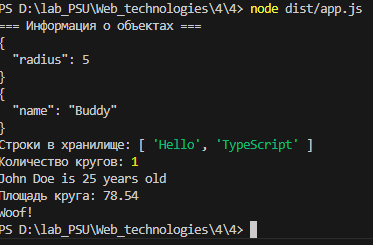 PS D:\lab_PSU\Web_technologies\4\4> node dist/app.js
=== Информация о объектах ===
{
  "radius": 5
}
{
  "name": "Buddy"
}
Строки в хранилище: [ 'Hello', 'TypeScript' ]
Количество кругов: 1
John Doe is 25 years old
Площадь круга: 78.54
Woof!
PS D:\lab_PSU\Web_technologies\4\4>